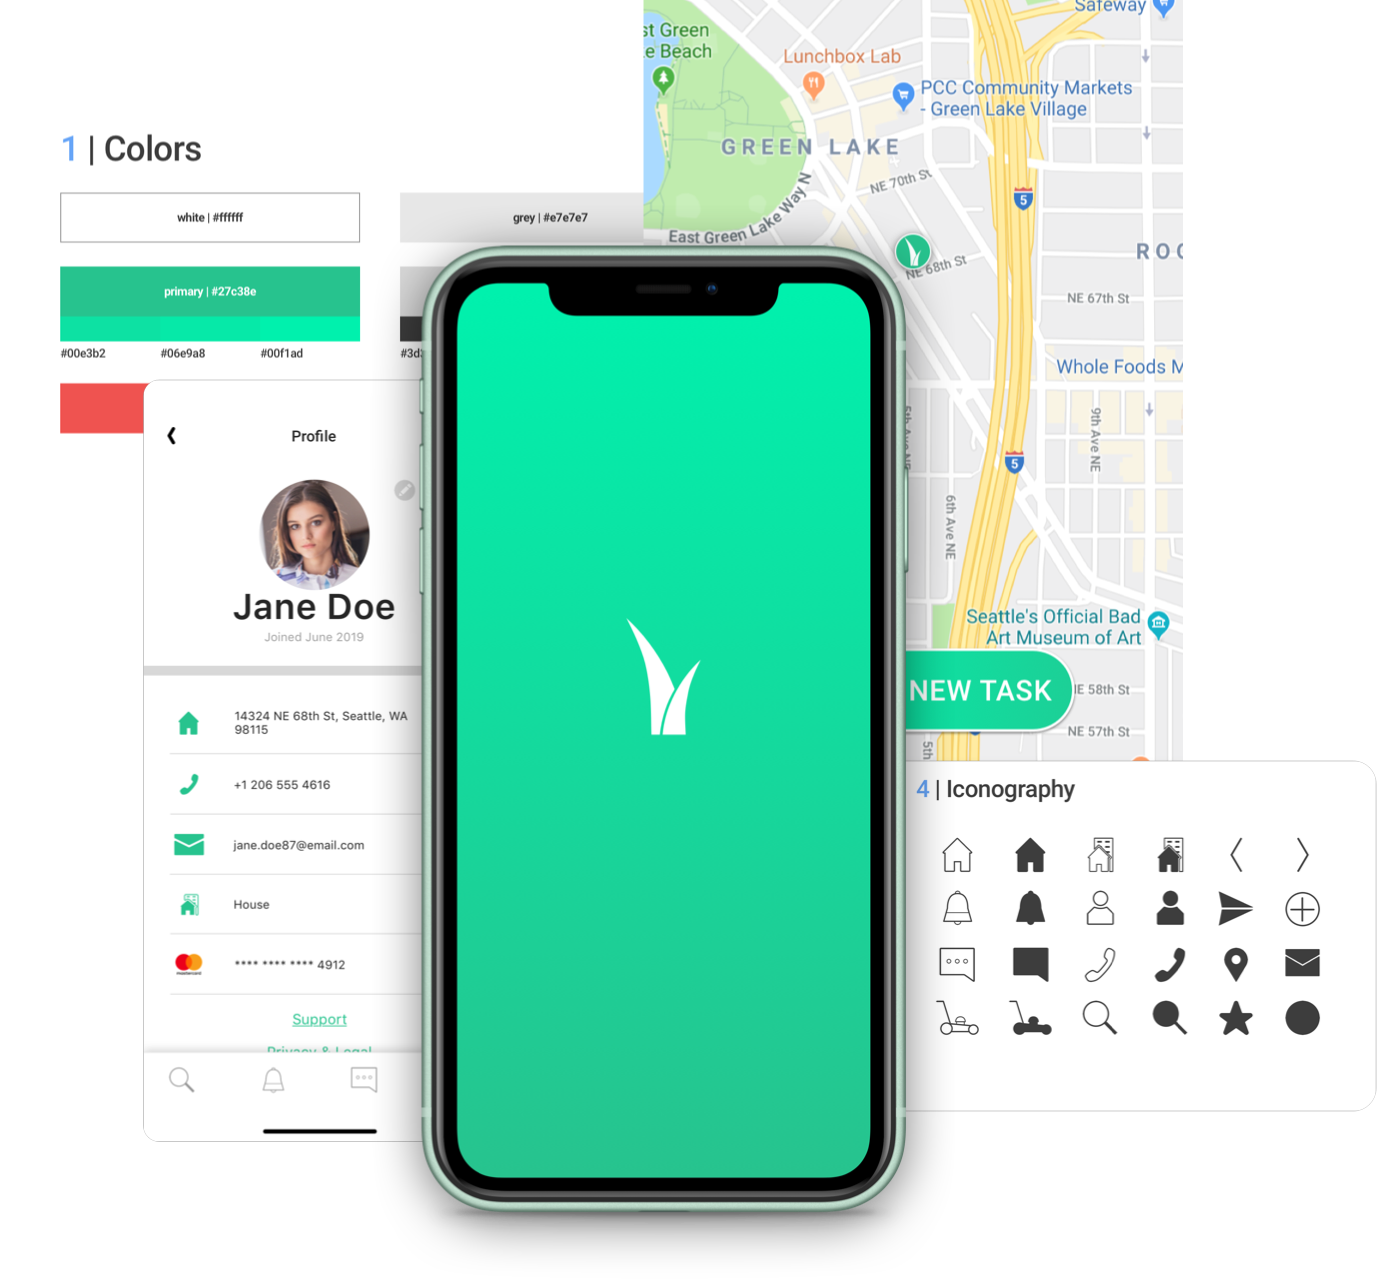 Safeway
st Green
e Beach
Lunchbox Lab
PCC Community Markets
- Green Lake Village
GREEN LAKE
1 | Colors
NE 70th St
5
East Green Lake Way N
white | #ffffff
grey | #e7e7e7
ROC
NE 68th St
primary | #27c38e
NE 67th St
#00e3b2
#06e9a8
#00f1ad
#3d
Whole Foods M
Profile
5th Ave NE
9th Ave NE
5
6th Ave NE
Jane Doe
Joined June 2019
Seattle's Official Bad
Art Museum of Art
NEW TASK
E 58th St
NE 57th St
5th
14324 NE 68th St, Seattle, WA
98115
+1 206 555 4616
4 | Iconography
jane.doe87@email.com
House
mastercard
**** **** **** 4912
Support
Privacy & Legal